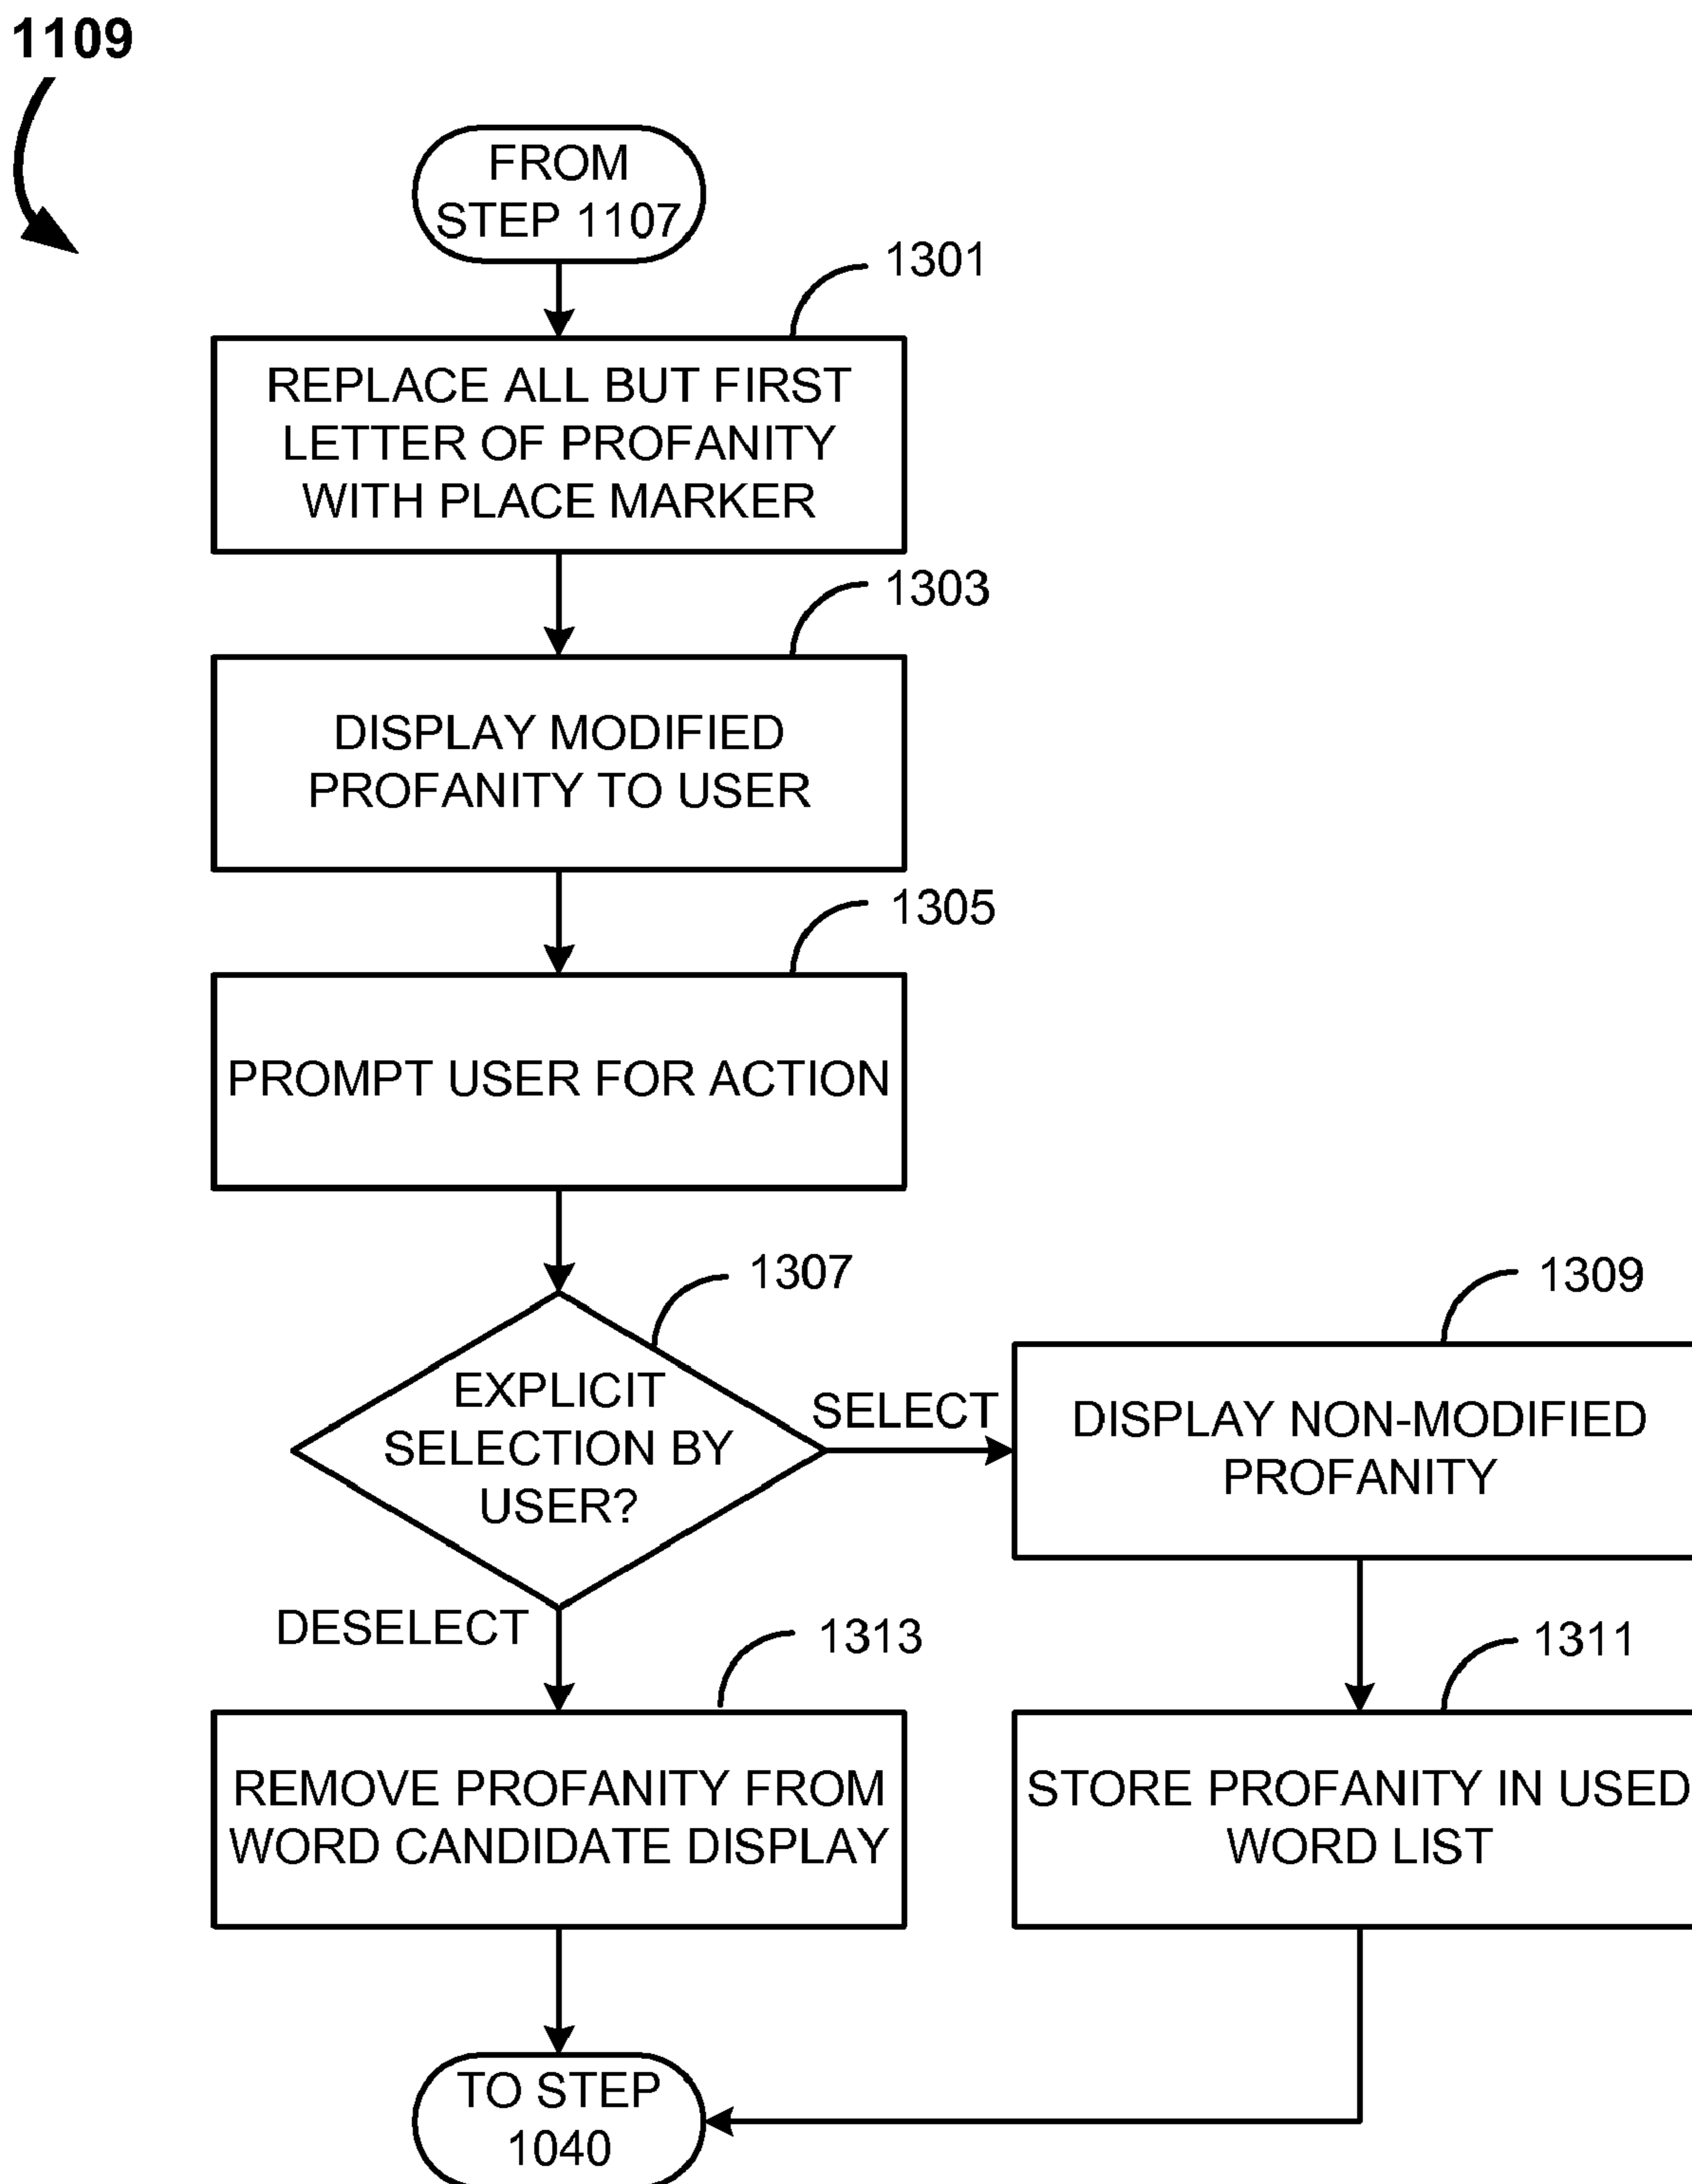 1109
FROM
STEP 1107
1301
REPLACE ALL BUT FIRST
LETTER OF PROFANITY
WITH PLACE MARKER
1303
DISPLAY MODIFIED
PROFANITY TO USER
1305
PROMPT USER FOR ACTION
1307
EXPLICIT
SELECTION BY
USER?
SELECT
1309
DISPLAY NON-MODIFIED
PROFANITY
DESELECT
1313
REMOVE PROFANITY FROM
WORD CANDIDATE DISPLAY
1311
STORE PROFANITY IN USED
WORD LIST
TO STEP
1040